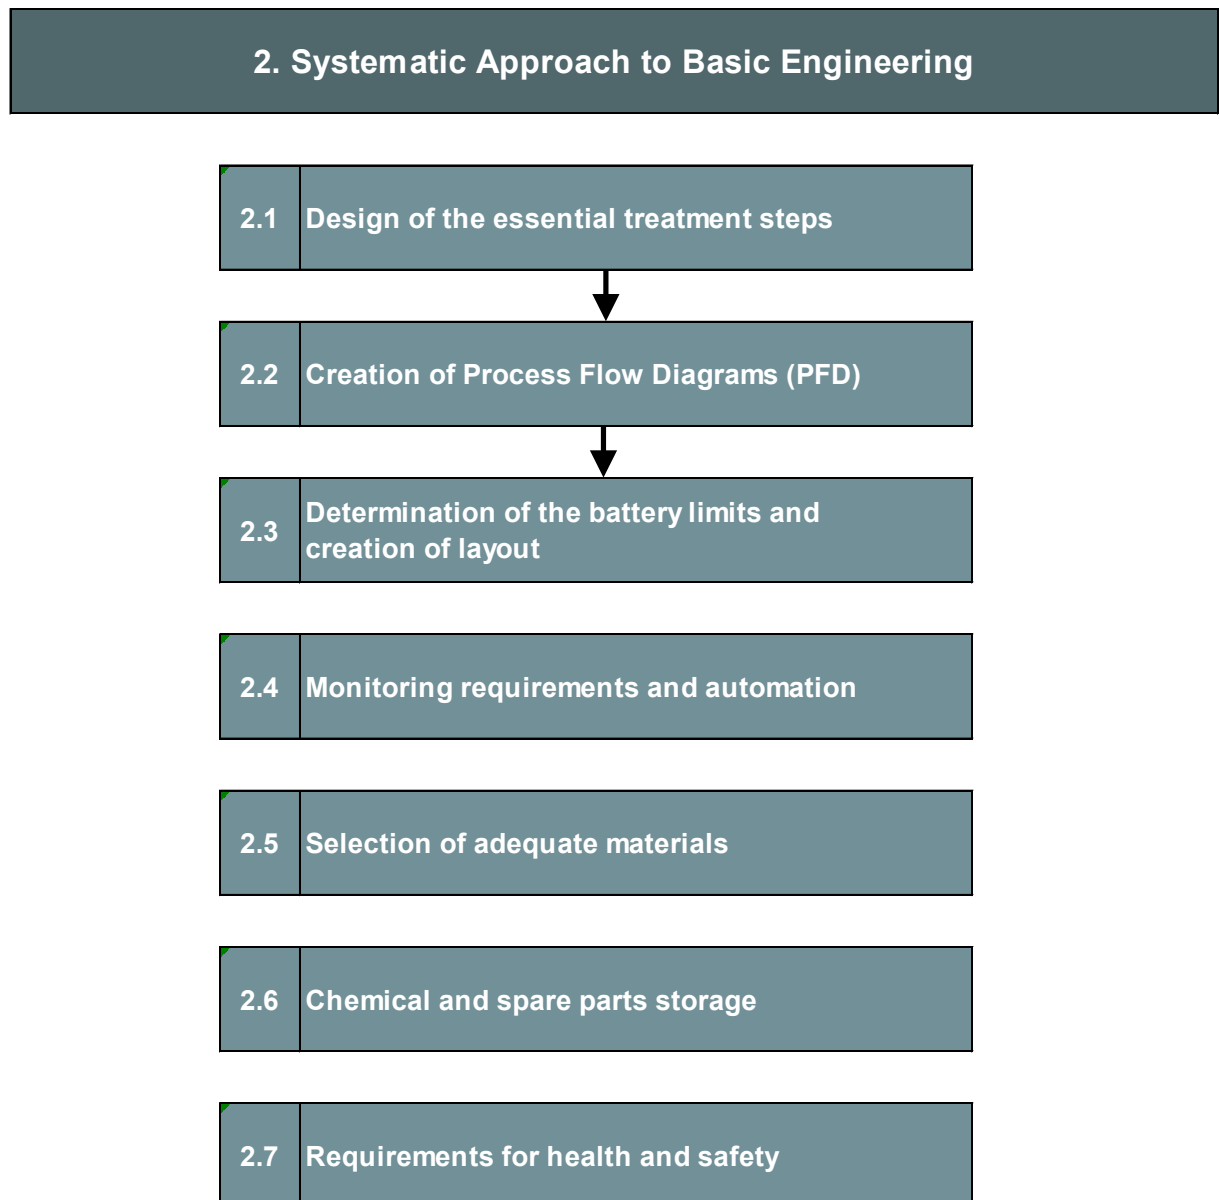 2. Systematic Approach to Basic Engineering
2.1 Design of the essential treatment steps
2.2 Creation of Process Flow Diagrams (PFD)
2.3 Determination of the battery limits and
creation of layout
2.4 Monitoring requirements and automation
2.5 Selection of adequate materials
2.6 Chemical and spare parts storage
2.7 Requirements for health and safety